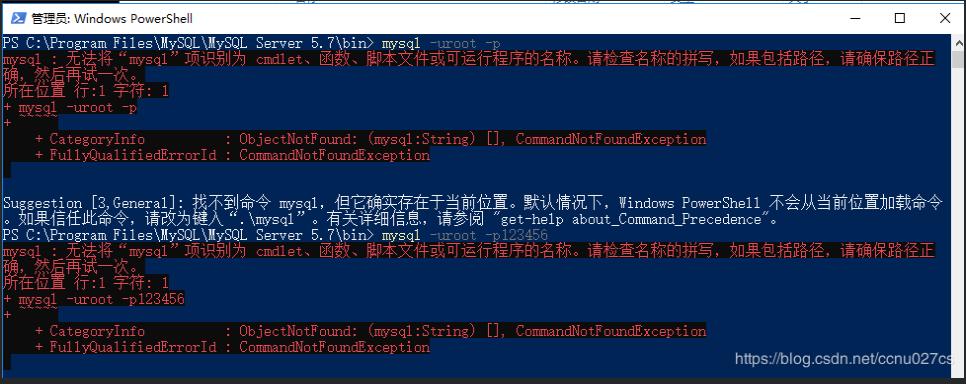 管理员: Windows PowerShell
PS C:\Program Files\MySQL\MySQL Server 5.7\bin> mysql -uroot -p
mysql : 无法将“mysql”项识别为 cmdlet、函数、脚本文件或可运行程序的名称。请检查名称的拼写，如果包括路径，请确保路径正
确，然后再试一次。
所在位置 行:1 字符: 1
+ mysql -uroot -p
+ ~~~~~
+ CategoryInfo : ObjectNotFound: (mysql:String) [], CommandNotFoundException
+ FullyQualifiedErrorId : CommandNotFoundException
Suggestion [3,General]: 找不到命令 mysql，但它确实存在于当前位置。默认情况下，Windows PowerShell 不会从当前位置加载命令
。如果信任此命令，请改为键入“.\mysql”。有关详细信息，请参阅 "get-help about_Command_Precedence"。
PS C:\Program Files\MySQL\MySQL Server 5.7\bin> mysql -uroot -p123456
mysql : 无法将“mysql”项识别为 cmdlet、函数、脚本文件或可运行程序的名称。请检查名称的拼写，如果包括路径，请确保路径正
确，然后再试一次。
所在位置 行:1 字符: 1
+ mysql -uroot -p123456
+ ~~~~~
+ CategoryInfo : ObjectNotFound: (mysql:String) [], CommandNotFoundException
+ FullyQualifiedErrorId : CommandNotFoundException
https://blog.csdn.net/ccnu027cs